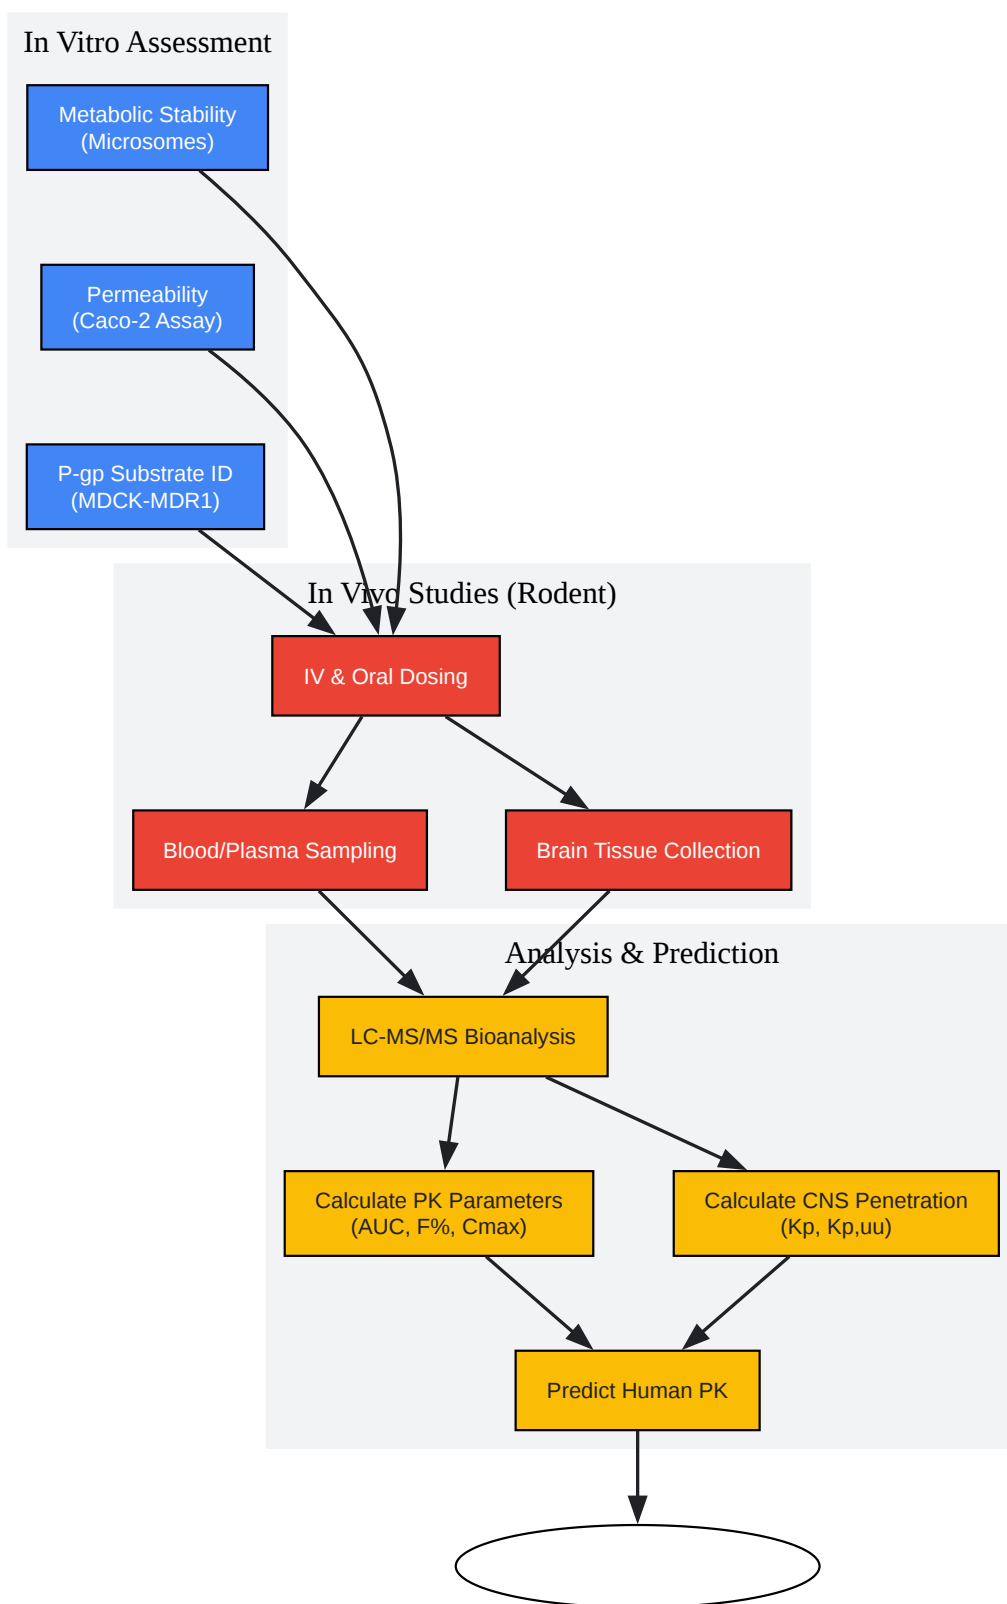 In Vitro Assessment
Metabolic Stability
(Microsomes)
Permeability
(Caco-2 Assay)
P-gp Substrate ID
(MDCK-MDR1)
In Vivo Studies (Rodent)
IV & Oral Dosing
Blood/Plasma Sampling
Brain Tissue Collection
Analysis & Prediction
LC-MS/MS Bioanalysis
Calculate PK Parameters
(AUC, F%, Cmax)
Calculate CNS Penetration
(Kp, Kp,uu)
Predict Human PK